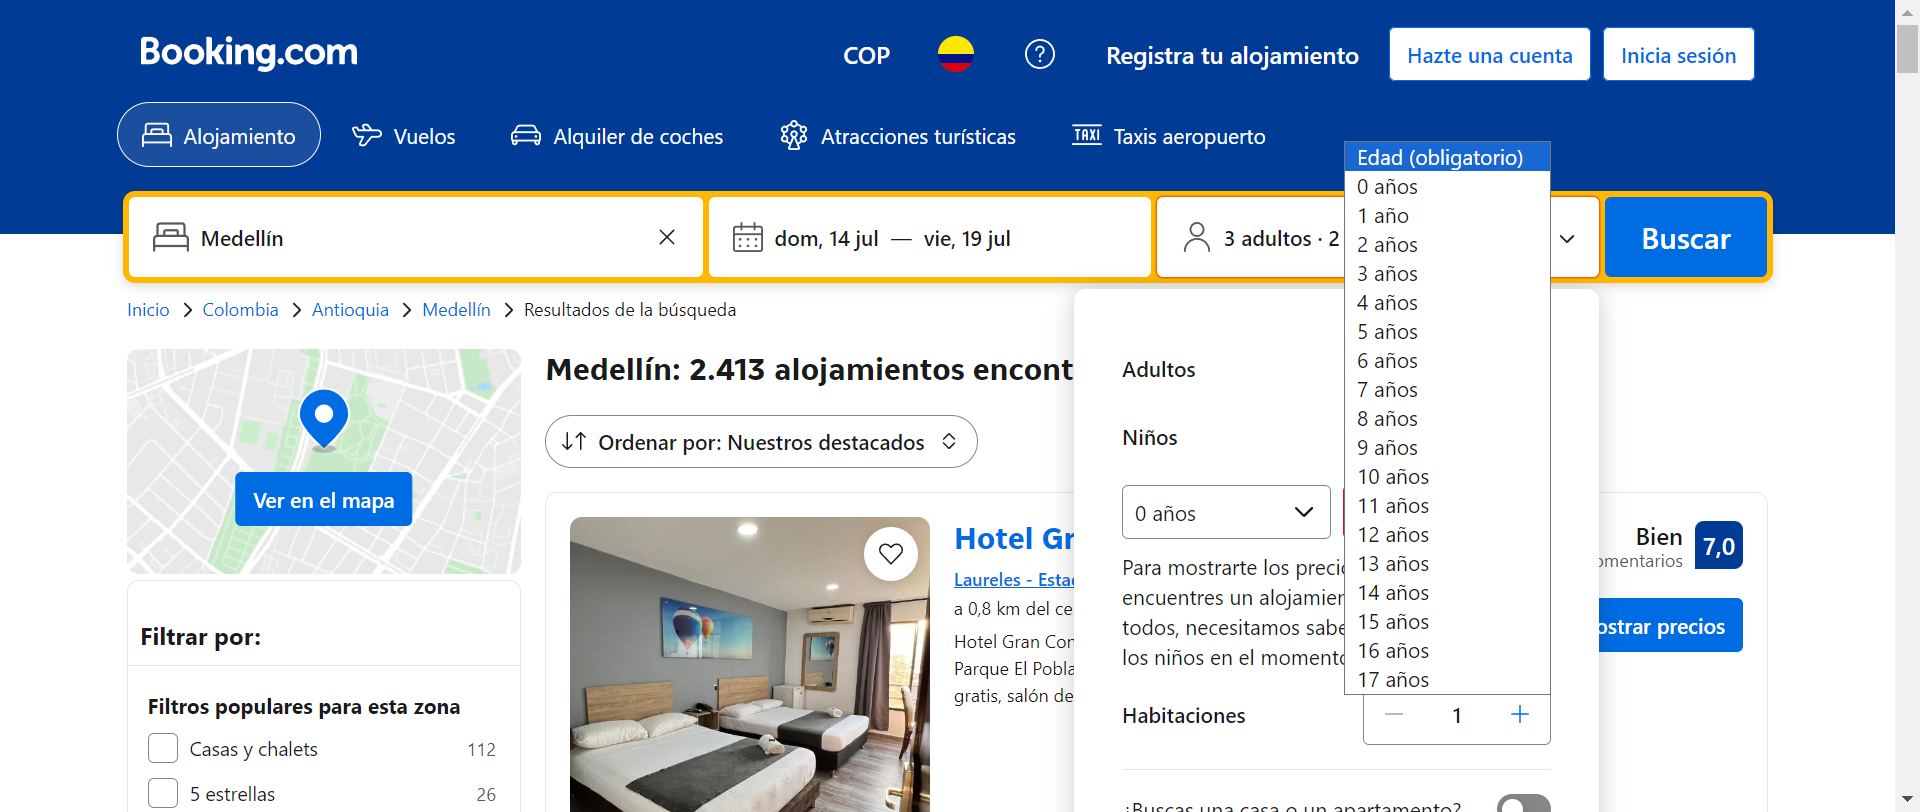 Booking.com
COP
Registra tu alojamiento
Hazte una cuenta
Inicia sesión
Alojamiento
Vuelos
Alquiler de coches
Atracciones turísticas
TAXI
Taxis aeropuerto
Medellín
dom, 14 jul — vie, 19 jul
3 adultos · 2
Buscar
Edad (obligatorio)
0 años
1 año
2 años
3 años
4 años
5 años
6 años
7 años
8 años
9 años
10 años
11 años
12 años
13 años
14 años
15 años
16 años
17 años
Inicio
Colombia
Antioquia
Medellín
Resultados de la búsqueda
Ver en el mapa
Medellín: 2.413 alojamientos encont
Ordenar por: Nuestros destacados
Adultos
Niños
0 años
Para mostrarte los preci
encuentres un alojamier
todos, necesitamos sabe
los niños en el momento
Habitaciones
1
¿Buscas una casa o un apartamento?
Hotel Gr
Laureles - Estad
a 0,8 km del ce
Hotel Gran Con
Parque El Pobla
gratis, salón de
Bien
omentarios
7,0
ostrar precios
Filtrar por:
Filtros populares para esta zona
Casas y chalets
112
5 estrellas
26